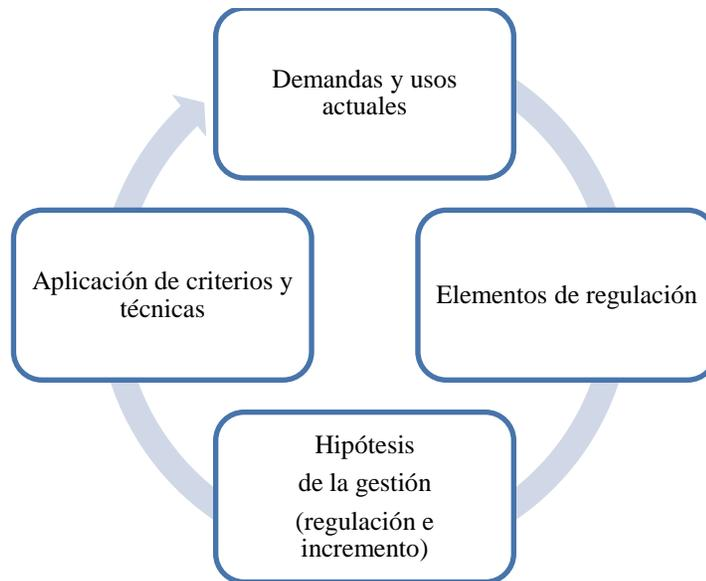 Demandas y usos
actuales
Aplicación de criterios y
técnicas
Elementos de regulación
Hipótesis
de la gestión
(regulación e
incremento)